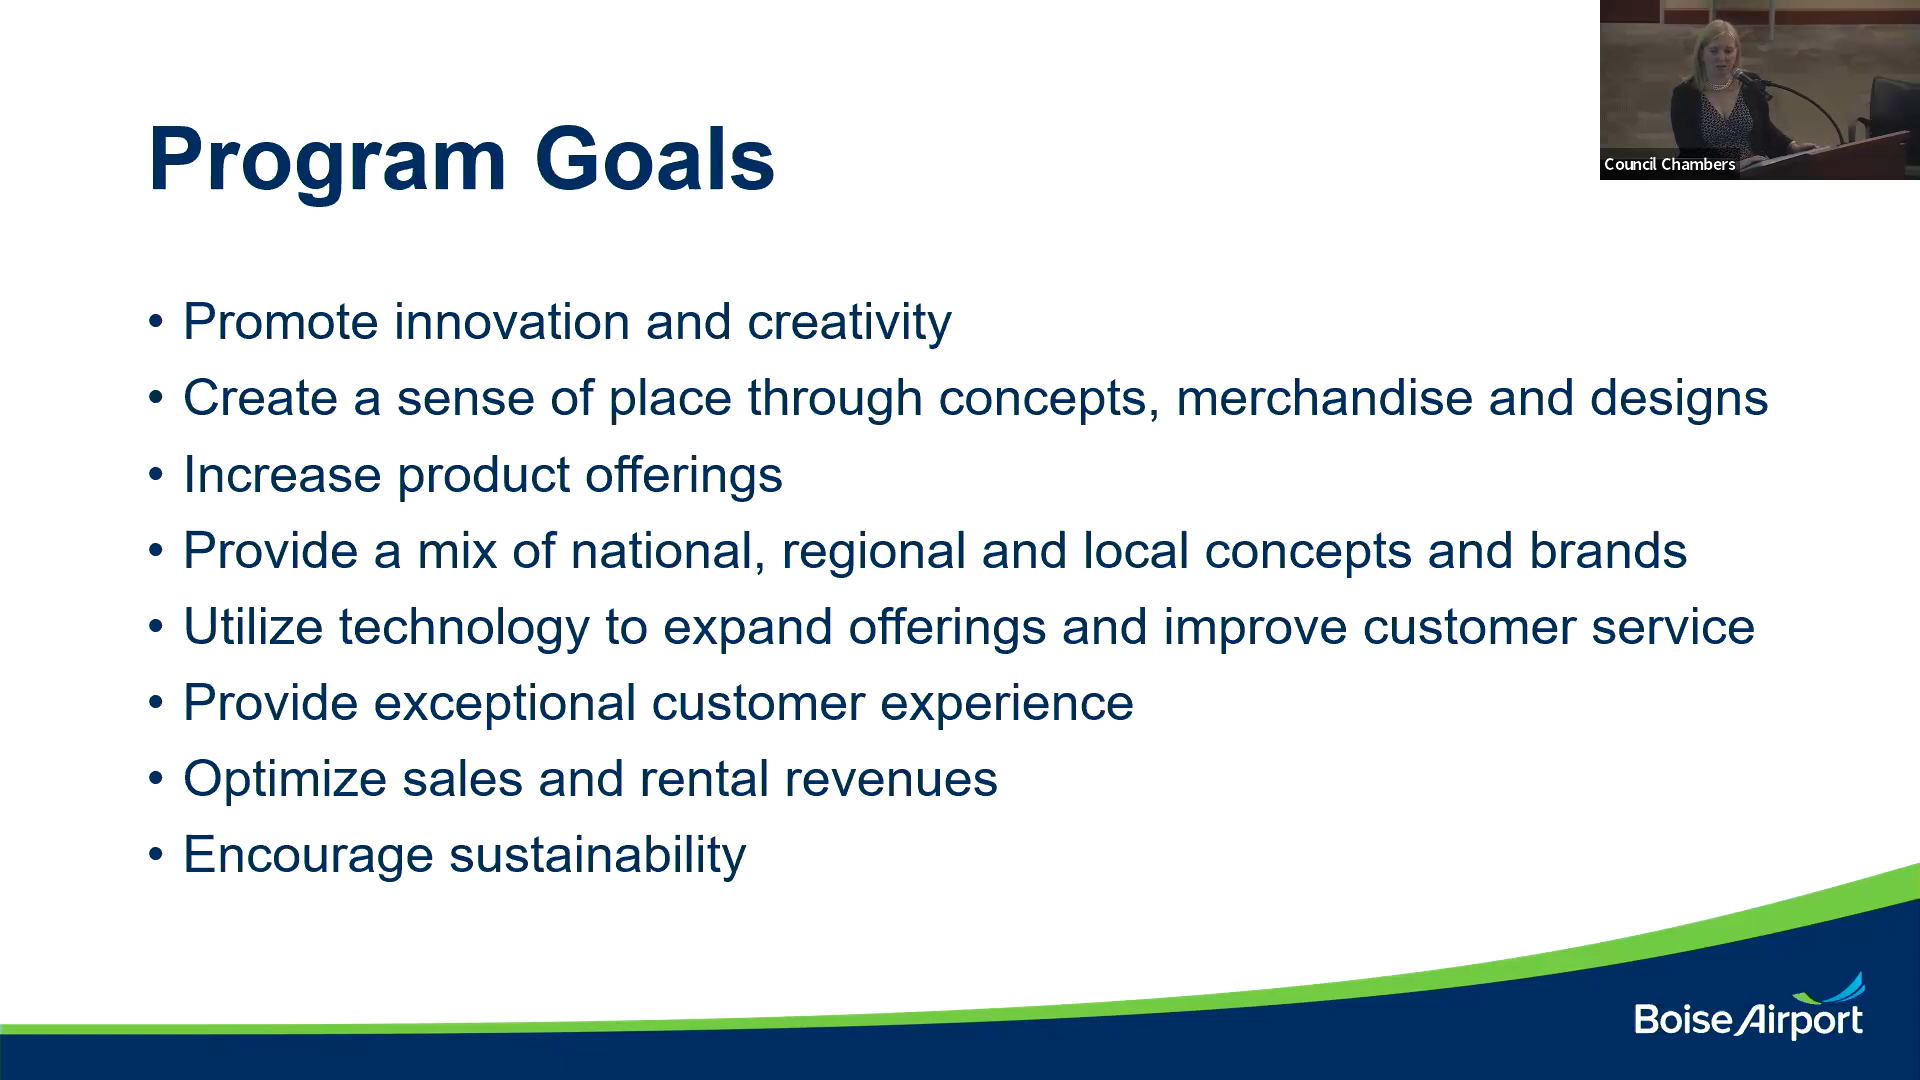 Council Chambers
Program Goals
• Promote innovation and creativity
• Create a sense of place through concepts, merchandise and designs
• Increase product offerings
• Provide a mix of national, regional and local concepts and brands
• Utilize technology to expand offerings and improve customer service
• Provide exceptional customer experience
• Optimize sales and rental revenues
• Encourage sustainability
Boise Airport